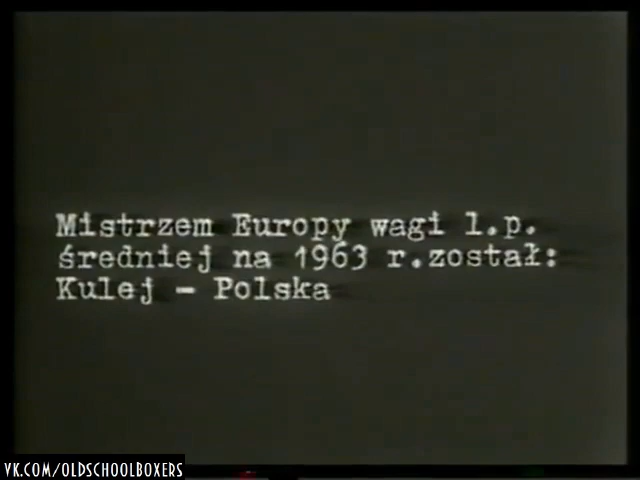 Mistrzem Europy wagi l.p.
średniej na 1963 r.został:
Kulej - Polska
VK.COM/OLDSCHOOLBOXERS